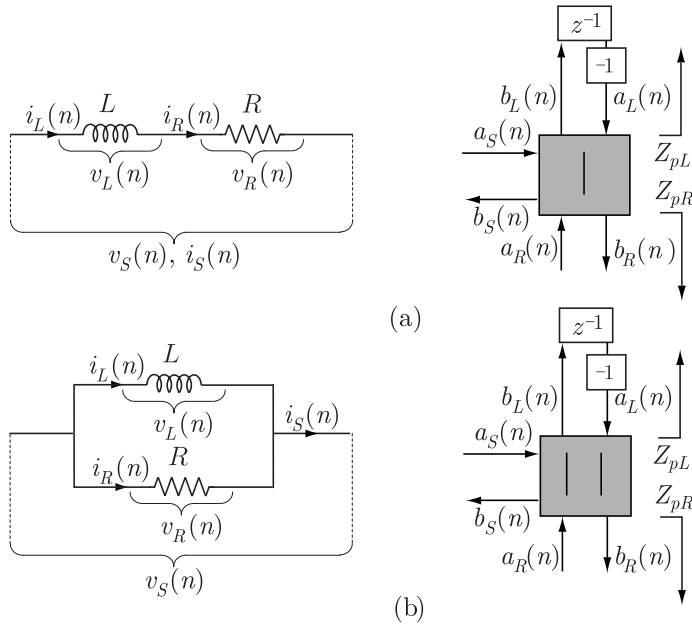 z⁻¹
-1
b_L(n) a_L(n)
i_L(n) L i_R(n) R
a_S(n)
v_L(n) v_R(n)
Z_{pL}
Z_{pR}
b_S(n)
v_S(n), i_S(n)
a_R(n) b_R(n)
(a)
z⁻¹
-1
i_L(n) L
b_L(n) a_L(n)
v_L(n) i_S(n)
a_S(n)
i_R(n) R
Z_{pL}
Z_{pR}
v_R(n)
b_S(n)
v_S(n)
a_R(n) b_R(n)
(b)